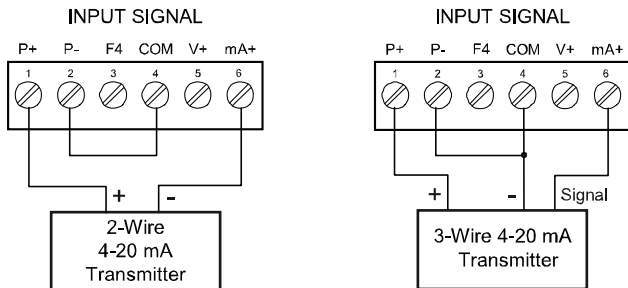 INPUT SIGNAL
P+ P- F4 COM V+ mA+
1 2 3 4 5 6
+ -
2-Wire
4-20 mA
Transmitter
INPUT SIGNAL
P+ P- F4 COM V+ mA+
1 2 3 4 5 6
+ - Signal
3-Wire 4-20 mA
Transmitter